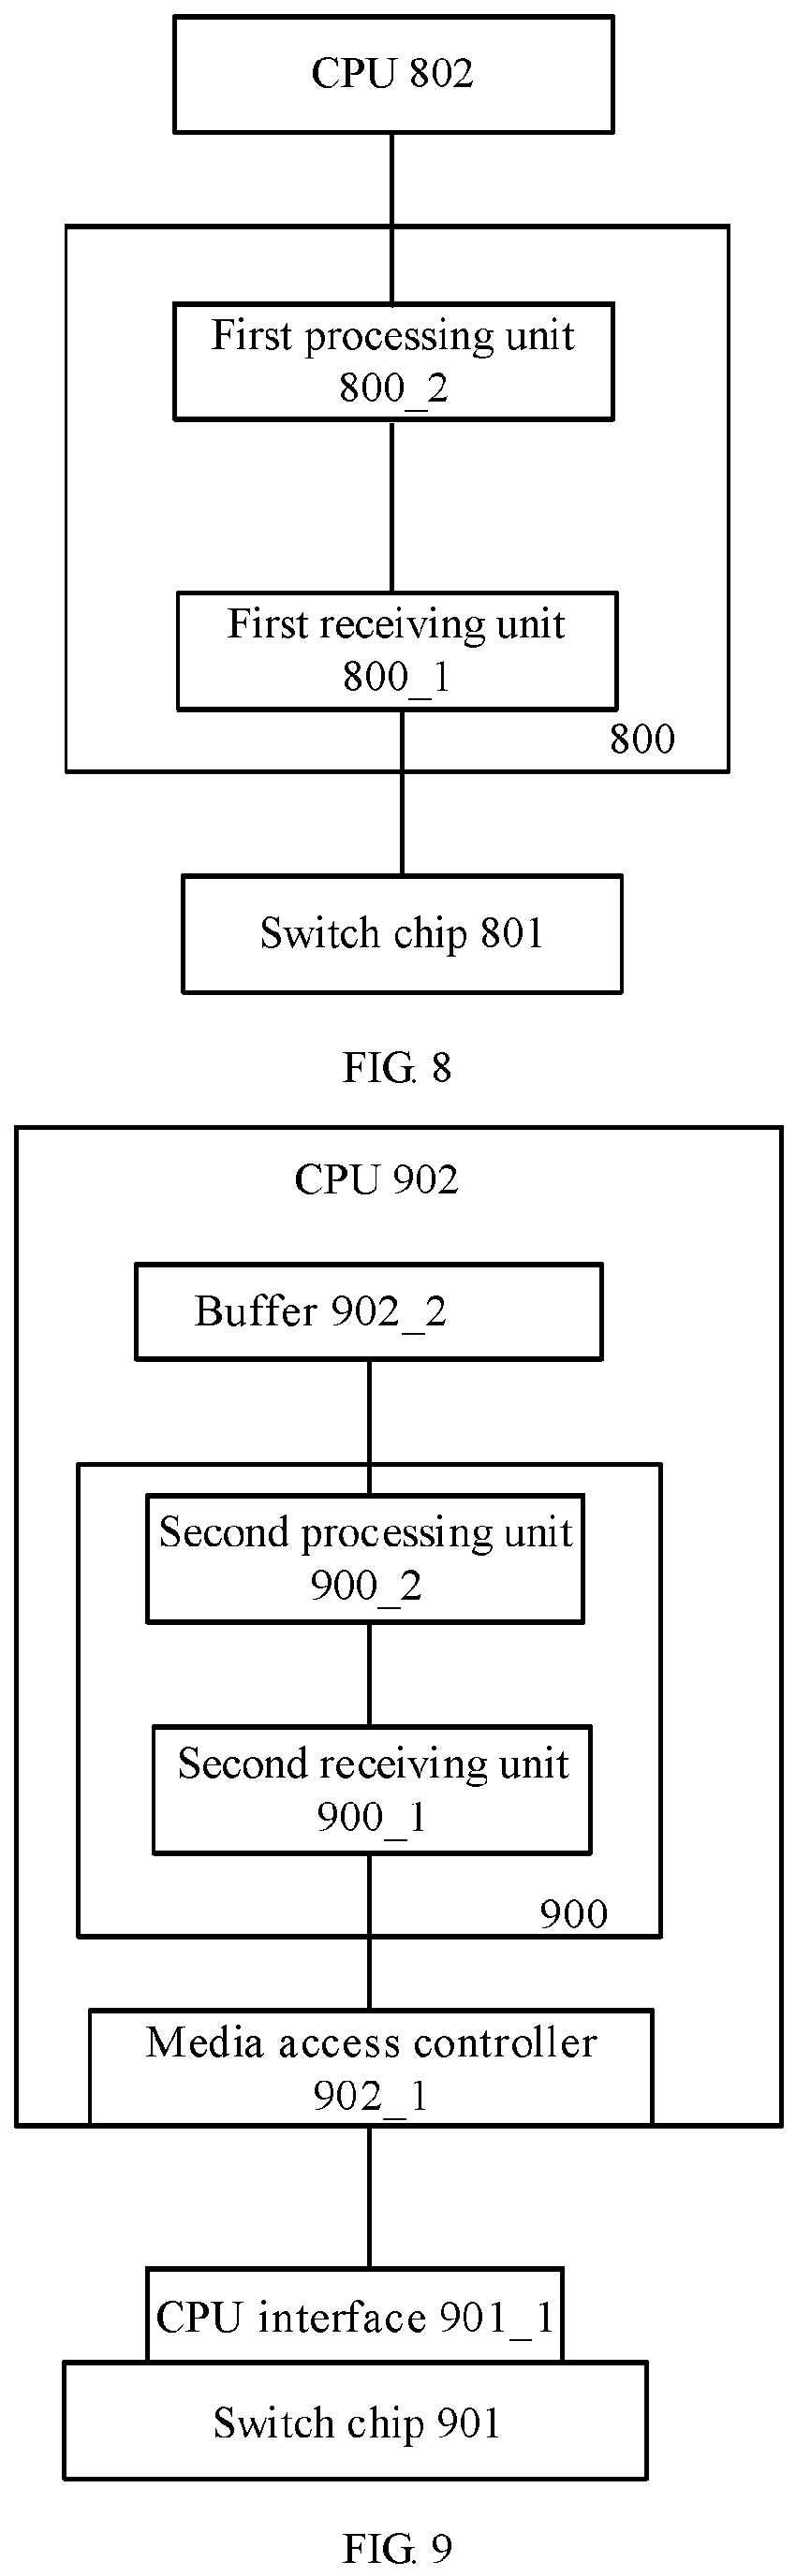 CPU 802
First processing unit
800_2
First receiving unit
800_1
800
Switch chip 801
FIG. 8
CPU 902
Buffer 902_2
Second processing unit
900_2
Second receiving unit
900_1
900
Media access controller
902_1
CPU interface 901_1
Switch chip 901
FIG. 9